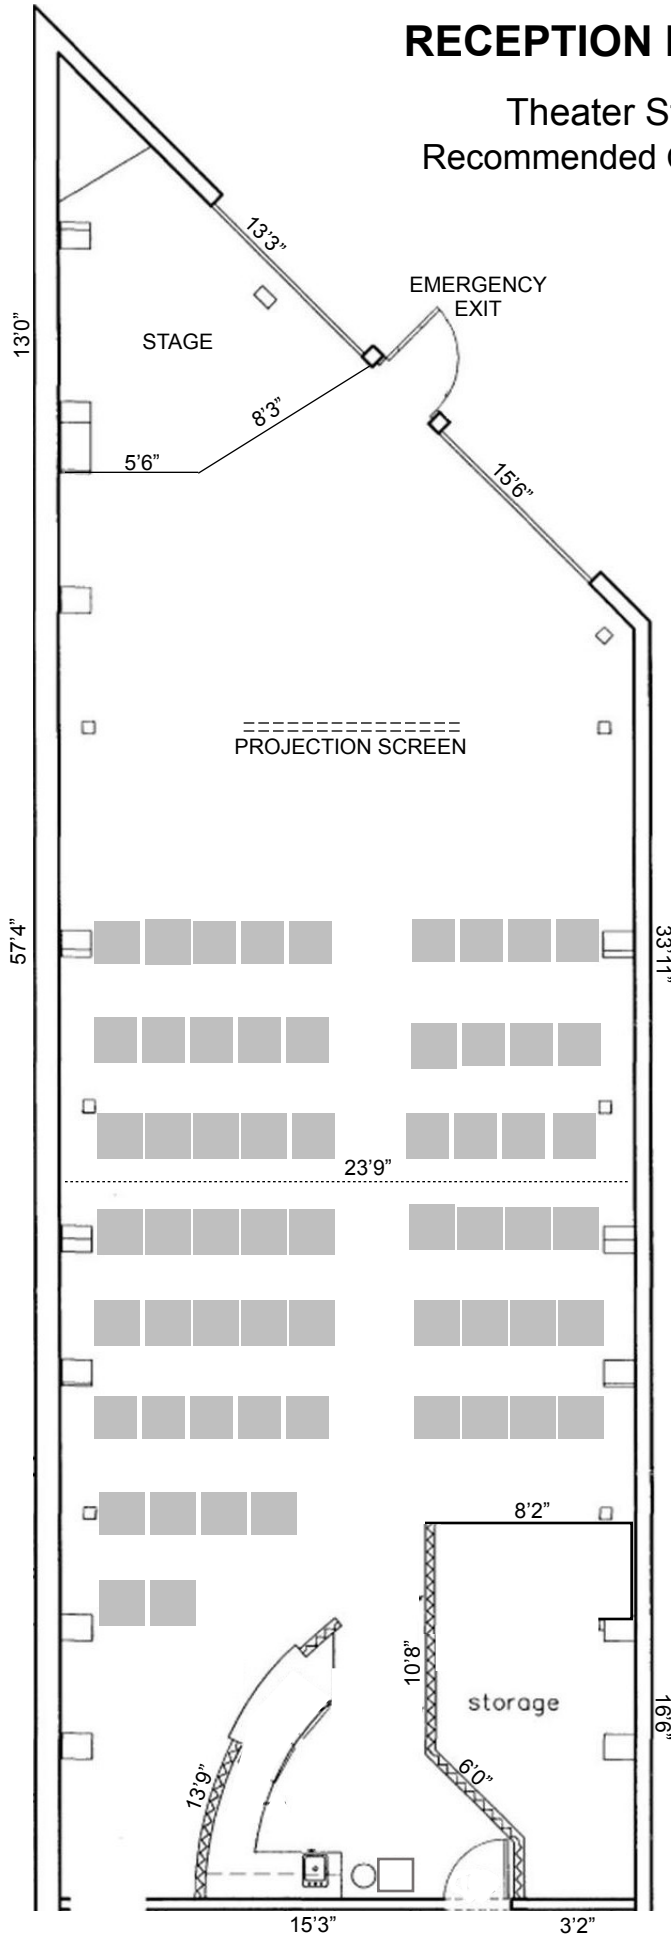 RECEPTION
Theater
Recommended
13’3”
EMERGENCY
EXIT
13’0”
STAGE
8’3”
5’6”
15’6”
PROJECTION SCREEN
57’4”
33’11”
23’9”
8’2”
10’8”
storage
16’6”
6’0”
13’9”
15’3”
3’2”